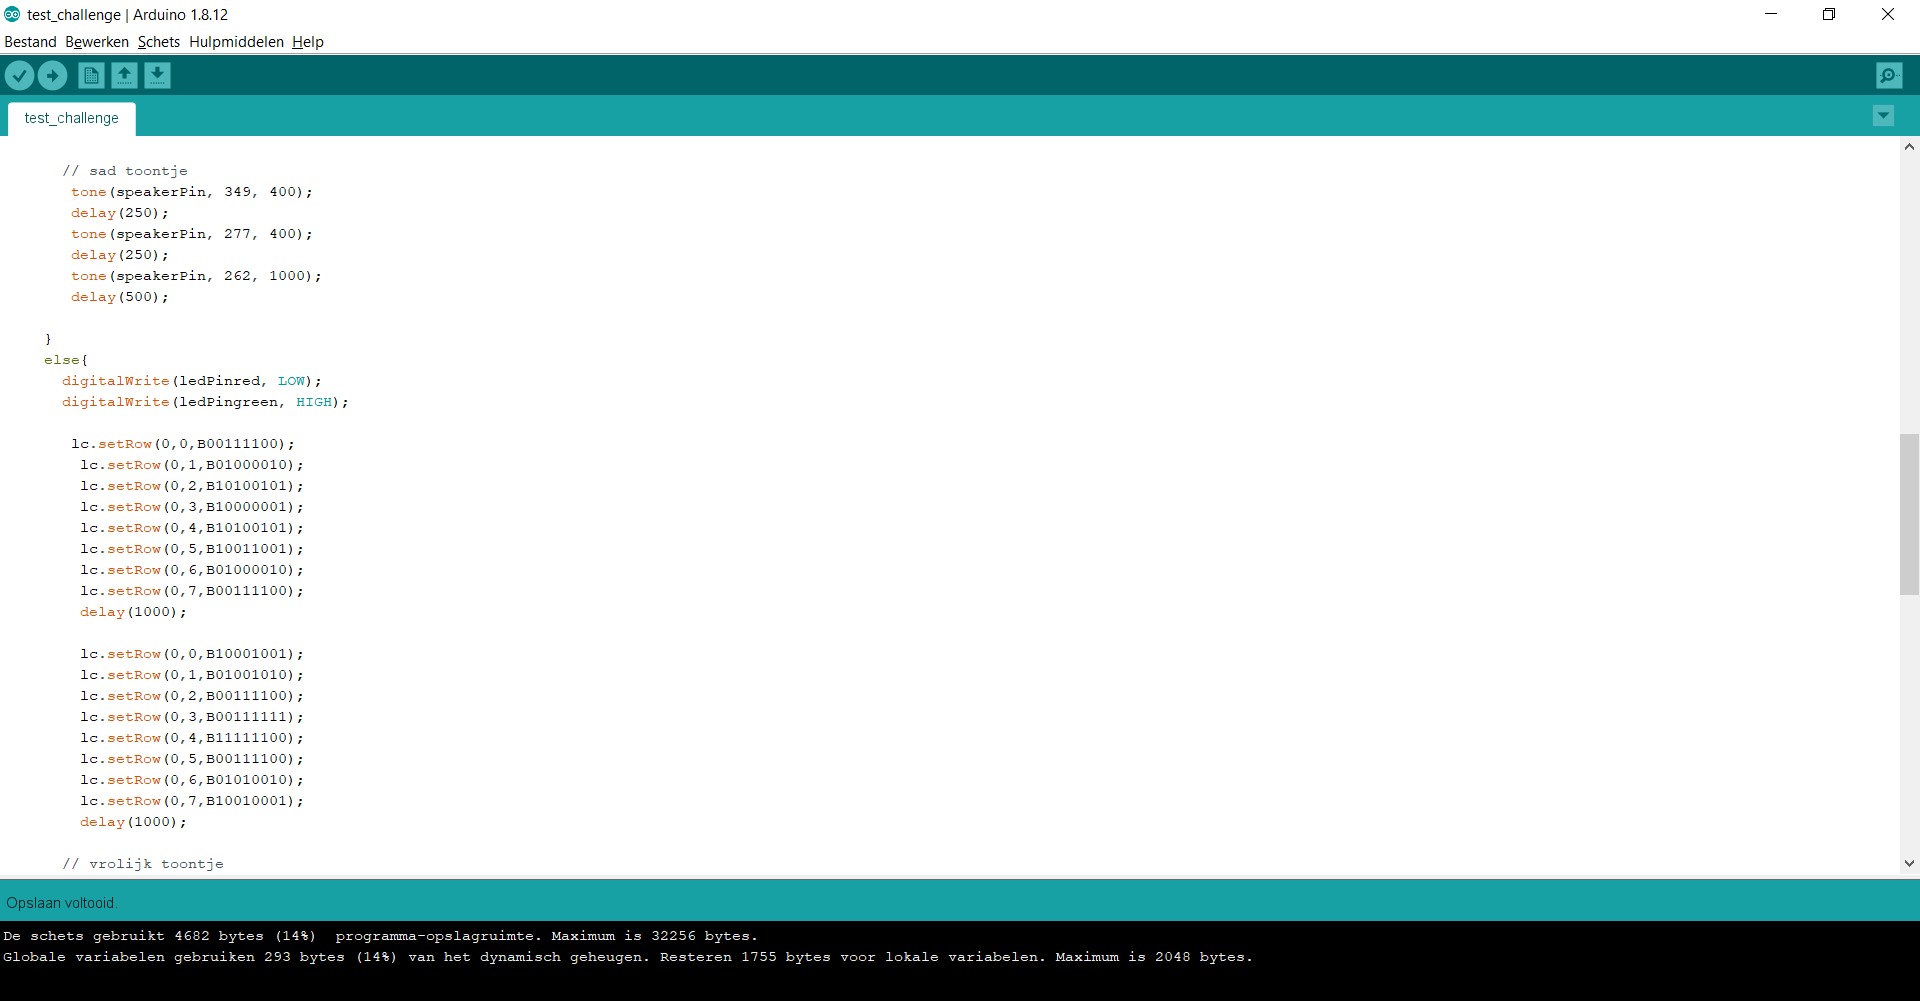 test_challenge | Arduino 1.8.12
Bestand Bewerken Schets Hulpmiddelen Help
test_challenge
// sad toontje
tone(speakerPin, 349, 400);
delay(250);
tone(speakerPin, 277, 400);
delay(250);
tone(speakerPin, 262, 1000);
delay(500);
}
else{
digitalWrite(ledPinred, LOW);
digitalWrite(ledPingreen, HIGH);
lc.setRow(0,0,B00111100);
lc.setRow(0,1,B01000010);
lc.setRow(0,2,B10100101);
lc.setRow(0,3,B10000001);
lc.setRow(0,4,B10100101);
lc.setRow(0,5,B10011001);
lc.setRow(0,6,B01000010);
lc.setRow(0,7,B00111100);
delay(1000);
lc.setRow(0,0,B10001001);
lc.setRow(0,1,B01001010);
lc.setRow(0,2,B00111100);
lc.setRow(0,3,B00111111);
lc.setRow(0,4,B11111100);
lc.setRow(0,5,B00111100);
lc.setRow(0,6,B01010010);
lc.setRow(0,7,B10010001);
delay(1000);
// vrolijk toontje
Opslaan voltooid.
De schets gebruikt 4682 bytes (14%)  programma-opslagruimte. Maximum is 32256 bytes.
Globale variabelen gebruiken 293 bytes (14%) van het dynamisch geheugen. Resteren 1755 bytes voor lokale variabelen. Maximum is 2048 bytes.